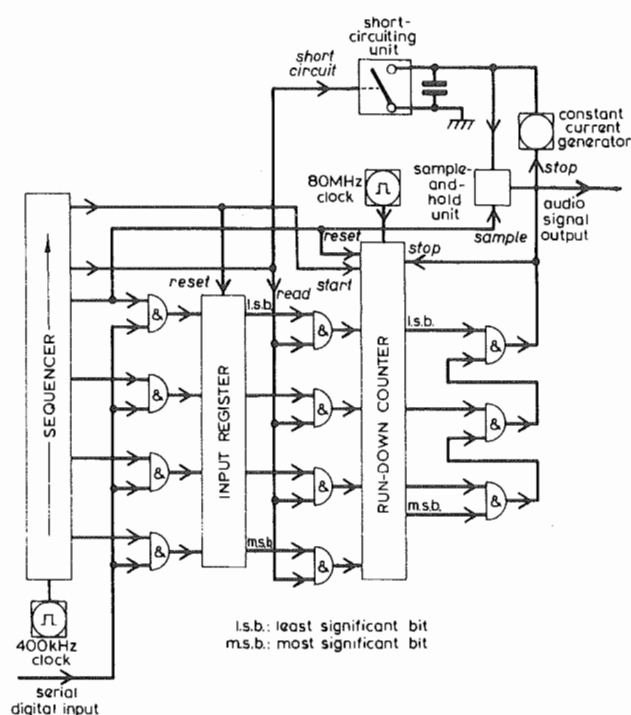 short-
circuiting
unit
short
circuit
constant
current
generator
stop
80MHz
clock
sample-
and-
hold
unit
audio
signal
output
sample
reset
stop
start
reset
read
l.s.b.
l.s.b.
&
&
&
SEQUENCER
INPUT REGISTER
RUN-DOWN COUNTER
&
&
&
&
&
&
m.s.b.
m.s.b
&
&
400kHz
clock
serial
digital input
l.s.b.: least significant bit
m.s.b.: most significant bit